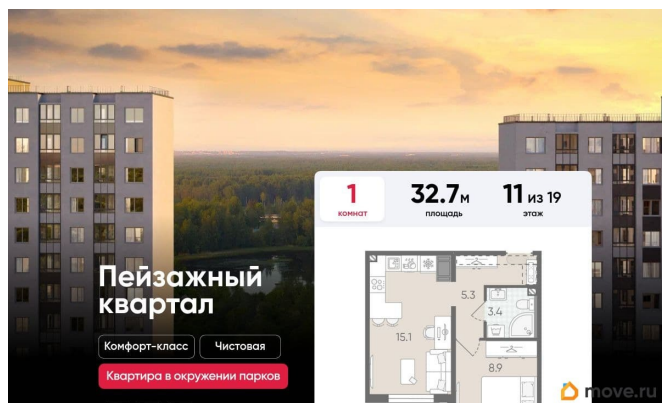 1
комнат
32.7 м
площадь
11 из 19
этаж
Пейзажный
квартал
Комфорт-класс
Чистовая
Квартира в окружении парков
5.3
3.4
15.1
8.9
move.ru